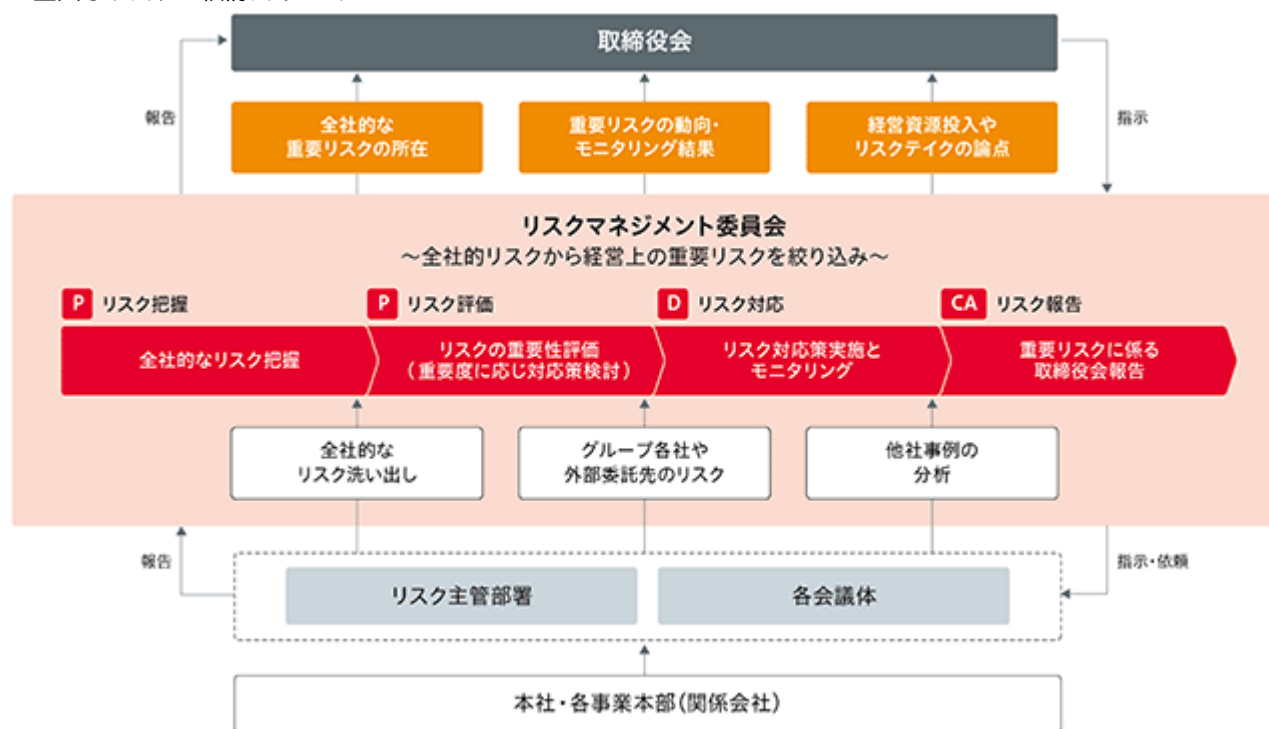 取締役会
報告
全社的な
重要リスクの所在
重要リスクの動向・
モニタリング結果
経営資源投入や
リスクテイクの論点
指示
リスクマネジメント委員会
～全社的リスクから経営上の重要リスクを絞り込み～
P リスク把握
P リスク評価
D リスク対応
CA リスク報告
全社的なリスク把握
リスクの重要性評価
（重要度に応じ対応策検討）
リスク対応策実施と
モニタリング
重要リスクに係る
取締役会報告
全社的な
リスク洗い出し
グループ各社や
外部委託先のリスク
他社事例の
分析
報告
指示・依頼
リスク主管部署
各会議体
本社・各事業本部（関係会社）